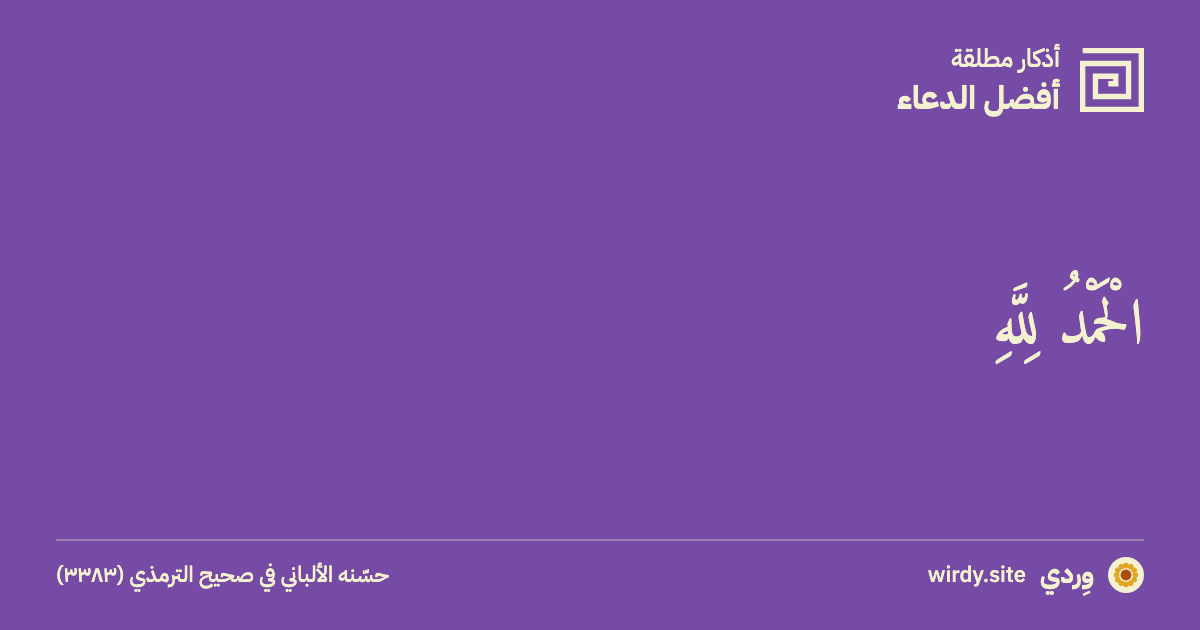 أذكار مطلقة
أفضل الدعاء
الْحَمْدُ لِلَّهِ
وِردي wirdy.site
حسّنه الألباني في صحيح الترمذي (٣٣٨٣)